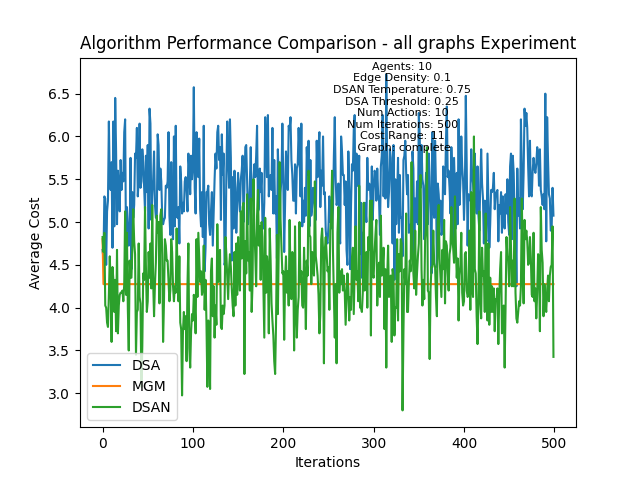 Algorithm Performance Comparison - all graphs Experiment
Agents: 10
Edge Density: 0.1
DSAN Temperature: 0.75
DSA Threshold: 0.25
Num Actions: 10
Num Iterations: 500
Cost Range: 11
Graph: complete
Average Cost
6.5
6.0
5.5
5.0
4.5
4.0
3.5
3.0
DSA
MGM
DSAN
0
100
200
300
400
500
Iterations